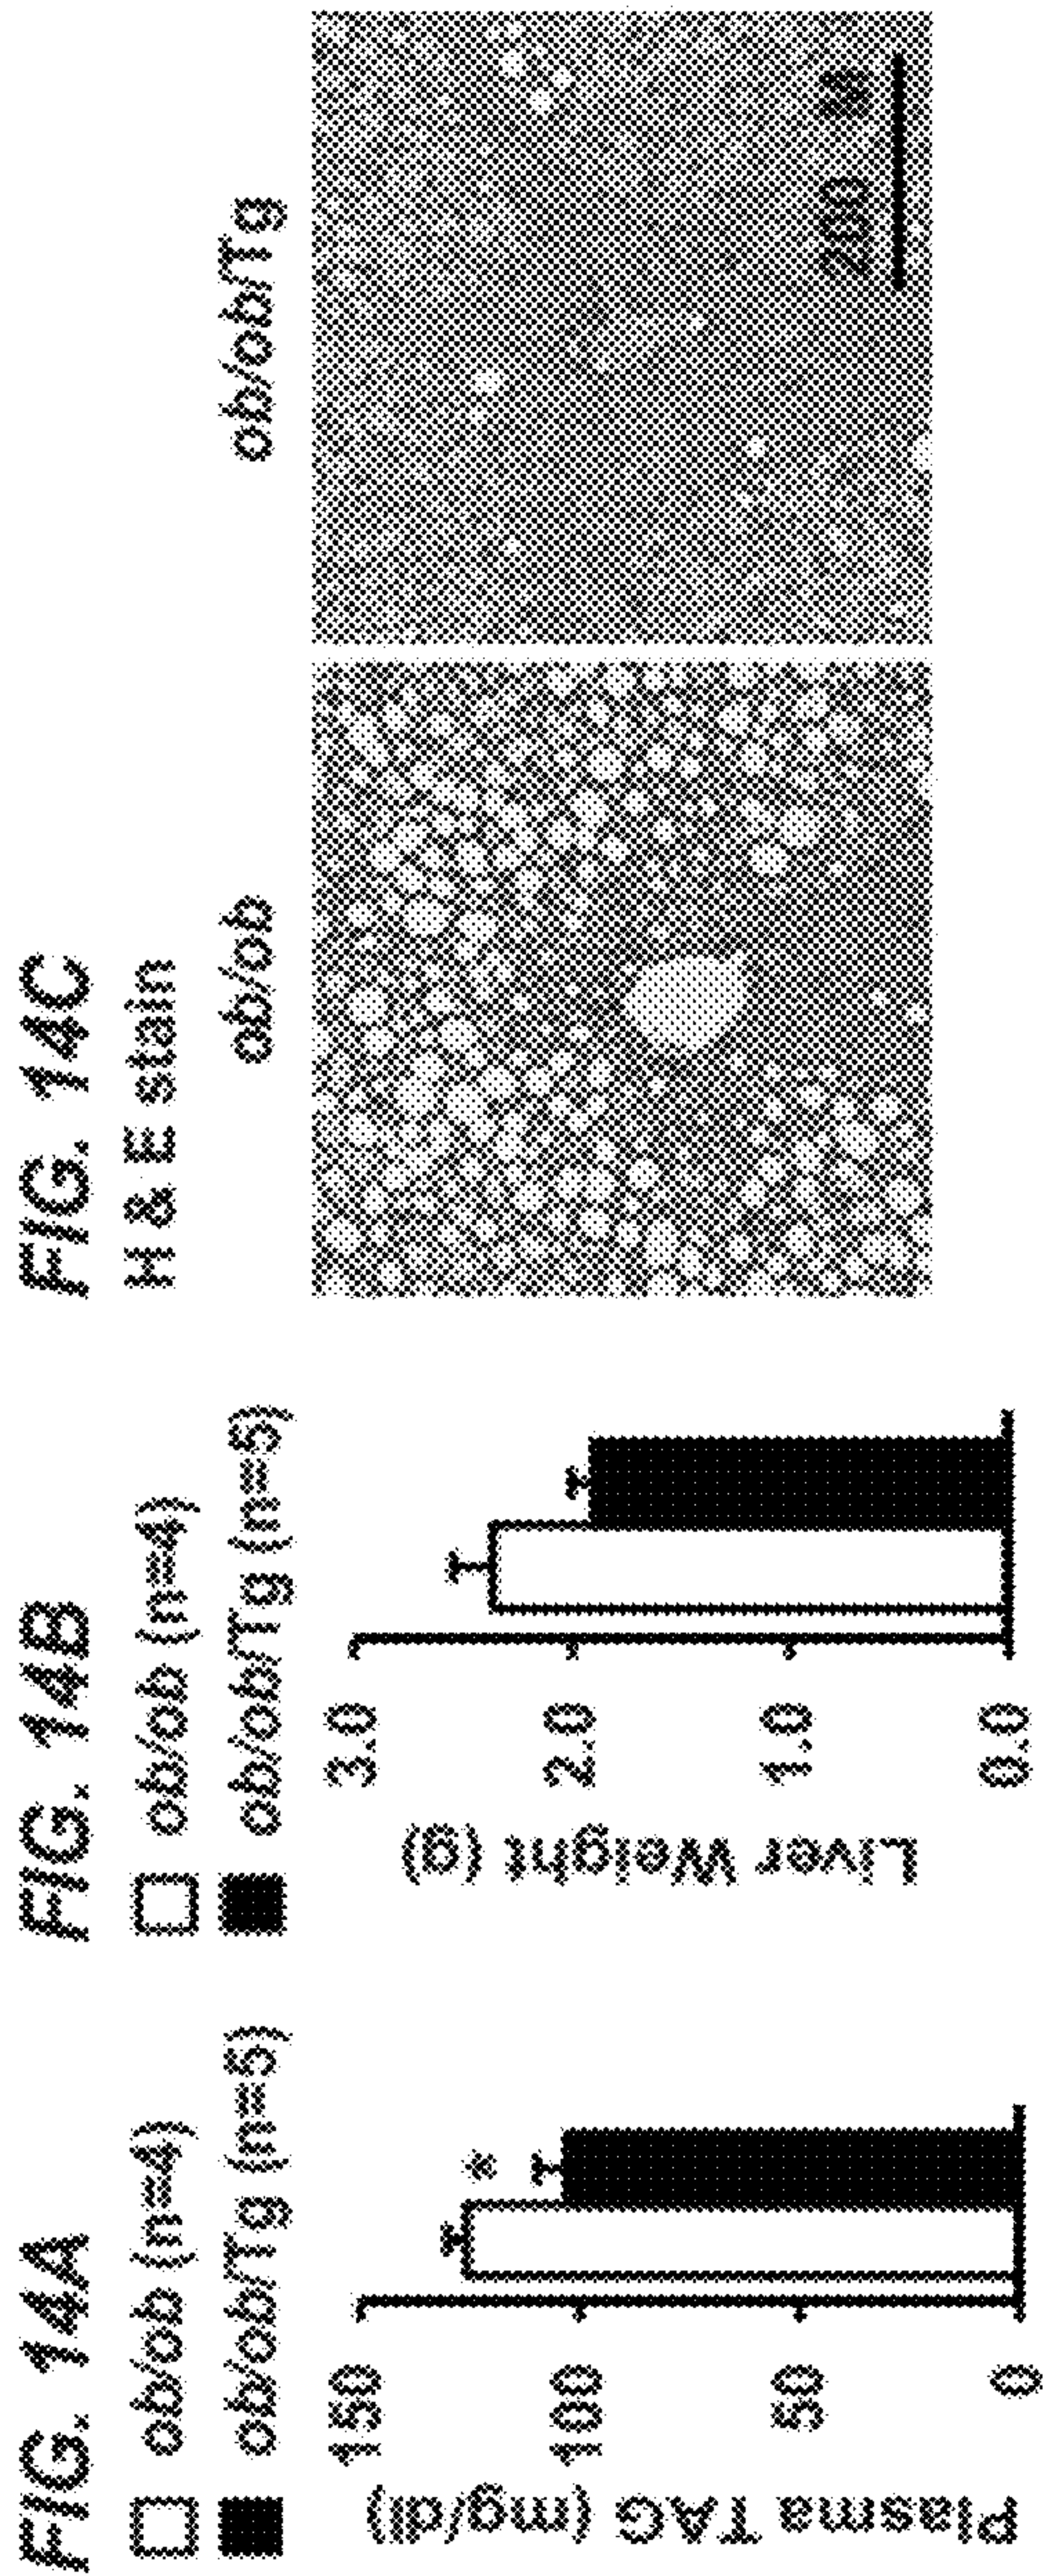 FIG. 14A
ob/ob (n=4)
ob/ob/Tg (n=5)
Plasma TAG (mg/dl)
150
100
50
0
*
FIG. 14B
ob/ob (n=4)
ob/ob/Tg (n=5)
Liver Weight (g)
3.0
2.0
1.0
0.0
FIG. 14C
H & E stain
ob/ob
ob/ob/Tg
200 M